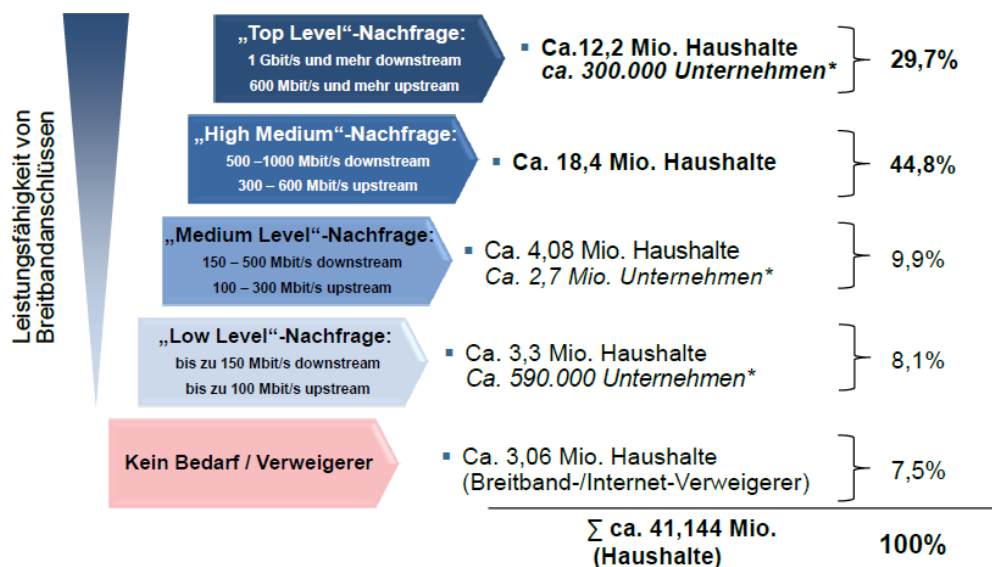 Leistungsfähigkeit von
Breitbandanschlüssen
„Top Level“-Nachfrage:
1 Gbit/s und mehr downstream
600 Mbit/s und mehr upstream
▪ Ca.12,2 Mio. Haushalte
ca. 300.000 Unternehmen*
29,7%
„High Medium“-Nachfrage:
500 –1000 Mbit/s downstream
300 – 600 Mbit/s upstream
▪ Ca. 18,4 Mio. Haushalte
44,8%
„Medium Level“-Nachfrage:
150 – 500 Mbit/s downstream
100 – 300 Mbit/s upstream
▪ Ca. 4,08 Mio. Haushalte
Ca. 2,7 Mio. Unternehmen*
9,9%
„Low Level“-Nachfrage:
bis zu 150 Mbit/s downstream
bis zu 100 Mbit/s upstream
▪ Ca. 3,3 Mio. Haushalte
Ca. 590.000 Unternehmen*
8,1%
Kein Bedarf / Verweigerer
▪ Ca. 3,06 Mio. Haushalte
(Breitband-/Internet-Verweigerer)
7,5%
∑ ca. 41,144 Mio.
(Haushalte)
100%